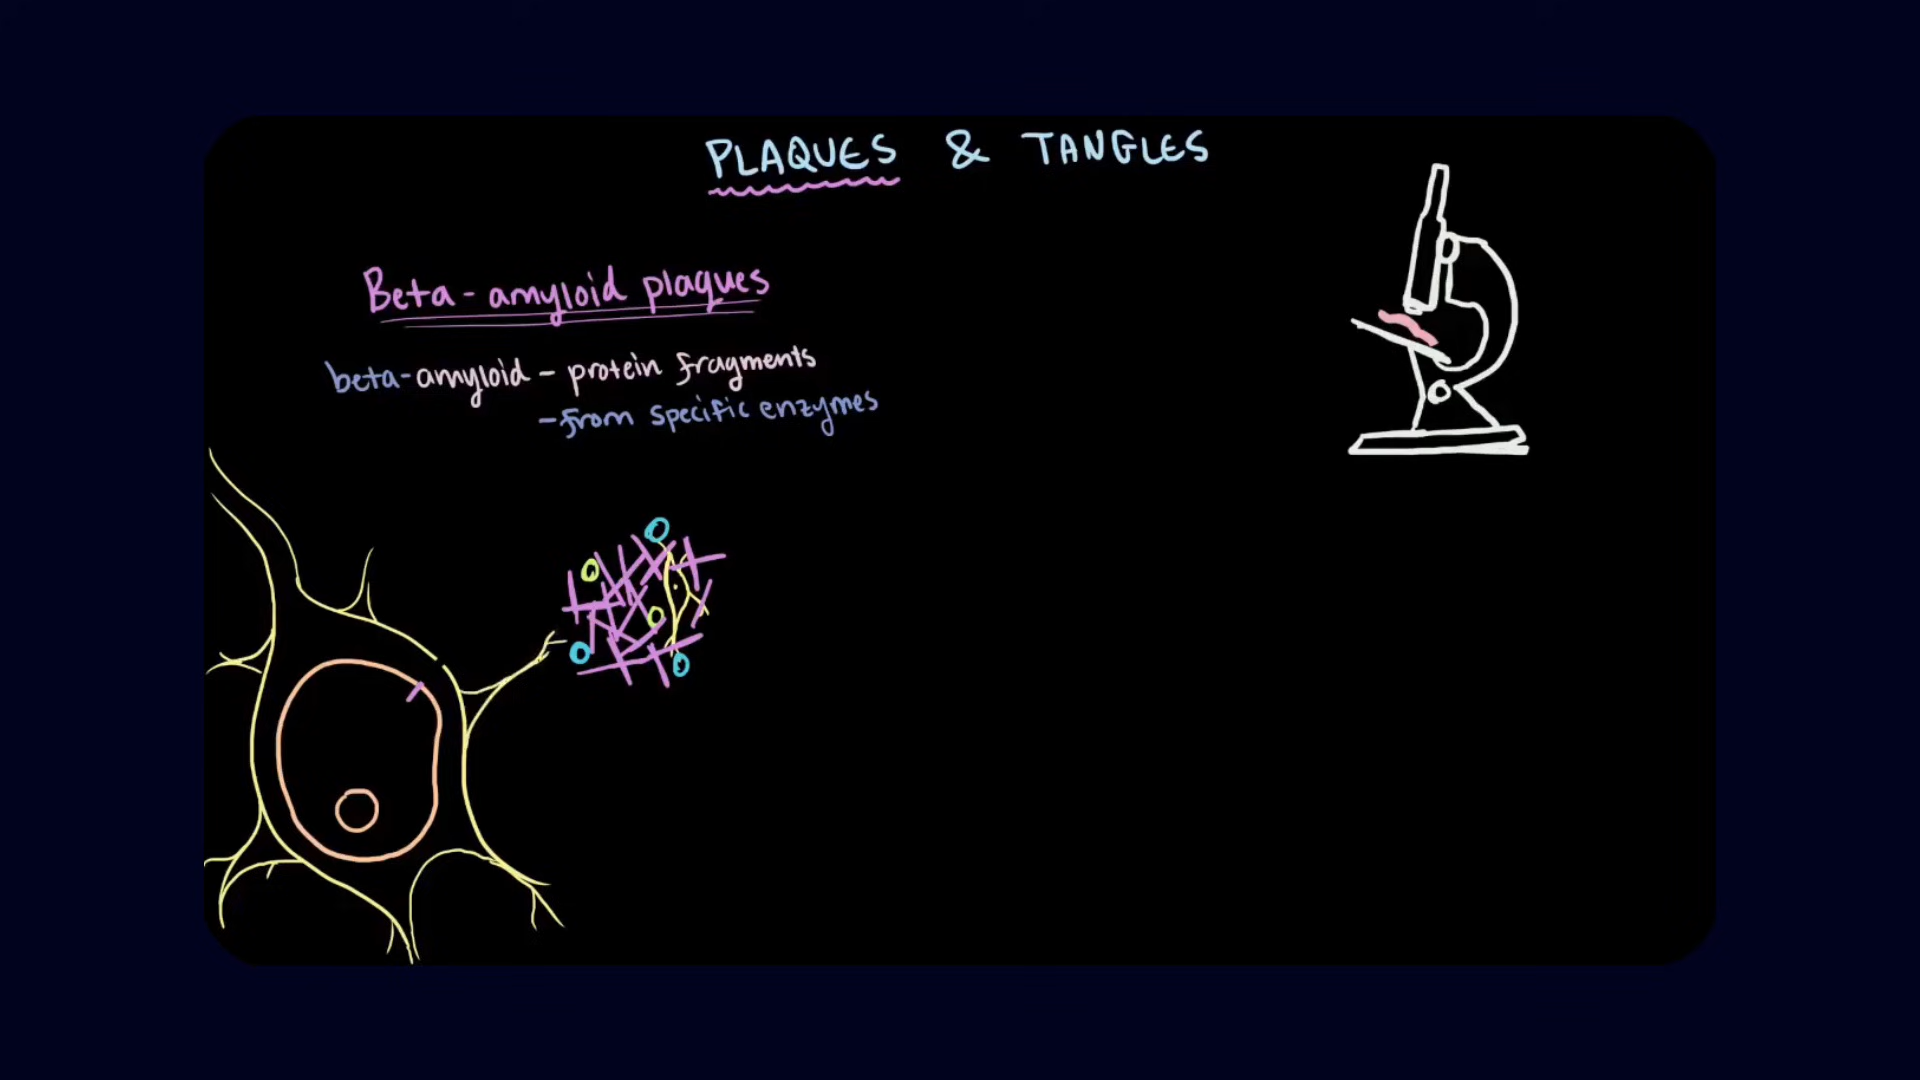 PLAQUES & TANGLES
Beta-amyloid plaques
beta-amyloid - protein fragments
- from specific enzymes